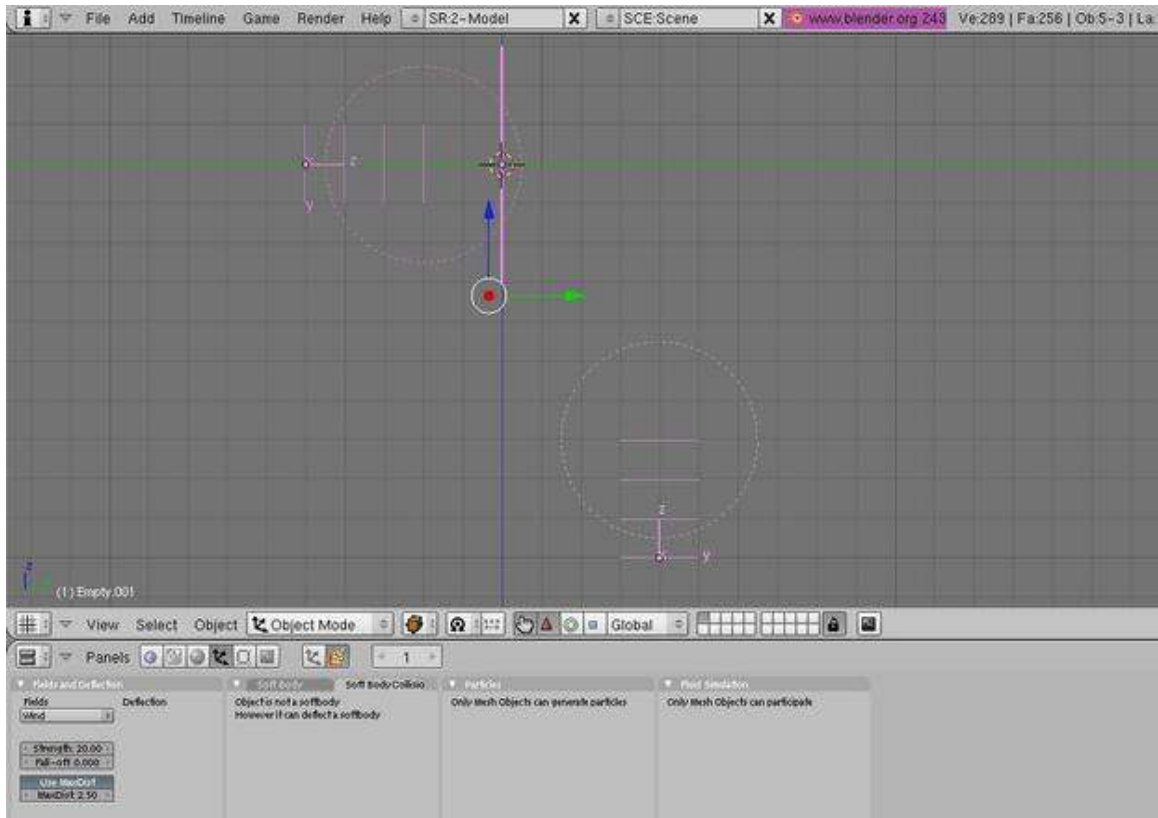 File Add Timeline Game Render Help SR:2-Model SCE:Scene www.blender.org 243 Ve:289 | Fa:256 | Ob:5-3 | La:
z
y
z
y
z
(1) Empty.001
View Select Object Object Mode Global
Panels 1
Fields and Deflection Soft Body Soft Body Collisio Particles Fluid Simulation
Fields Deflection Object is not a softbody Only Mesh Objects can generate particles Only Mesh Objects can participate
Wind However it can deflect a softbody
Strength: 20.00
Fall-off 0.000
Use MaxDist
MaxDist: 2.50